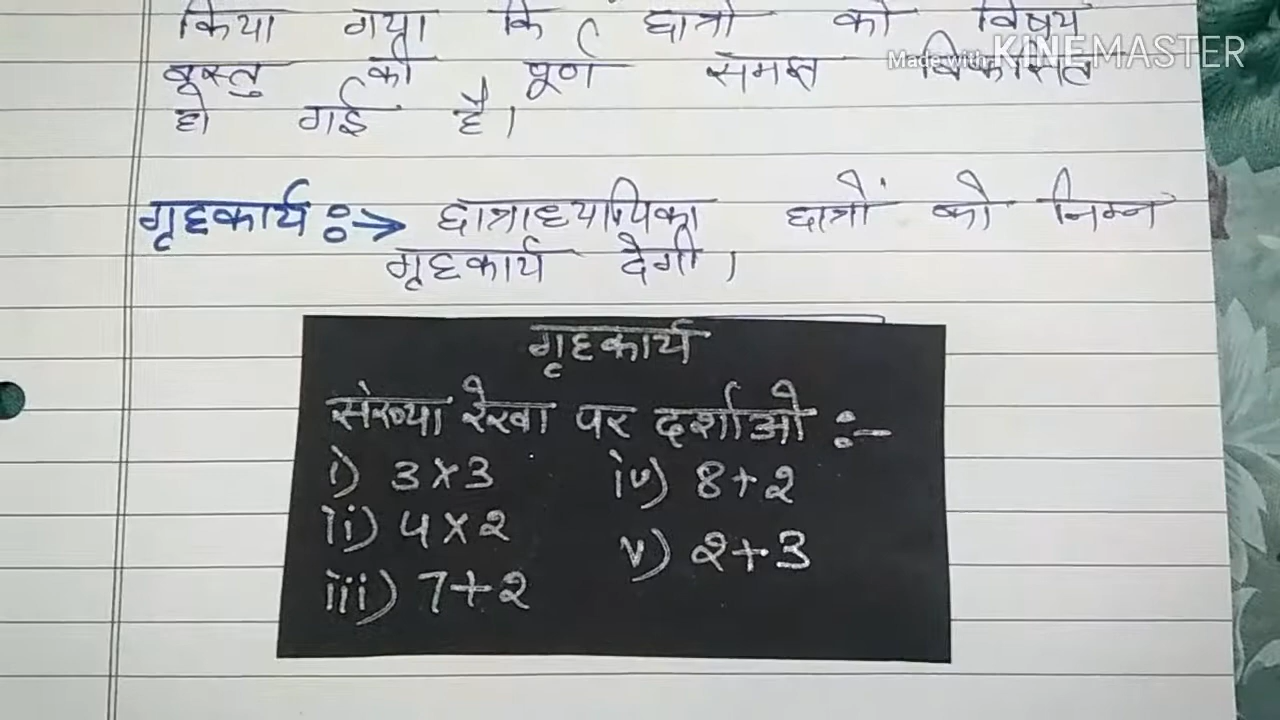 किया गया कि छात्रों को विषय
वस्तु की पूर्ण समझ विकसित
हो गई है।
Made with KINEMASTER
गृहकार्य :→ छात्राध्यापिका छात्रों को निम्न
गृहकार्य देगी।
गृहकार्य
संख्या रेखा पर दर्शाओ :-
i) 3×3
ii) 4×2
iii) 7+2
iv) 8+2
v) 2+3